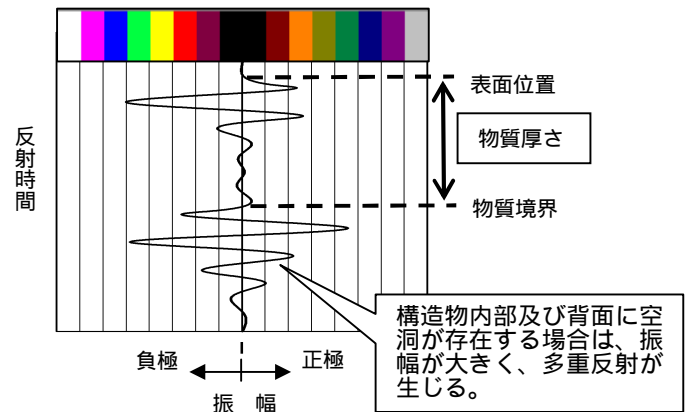 表面位置
反射時間
物質厚さ
物質境界
構造物内部及び背面に空
洞が存在する場合は、振
幅が大きく、多重反射が
生じる。
負極
正極
振 幅